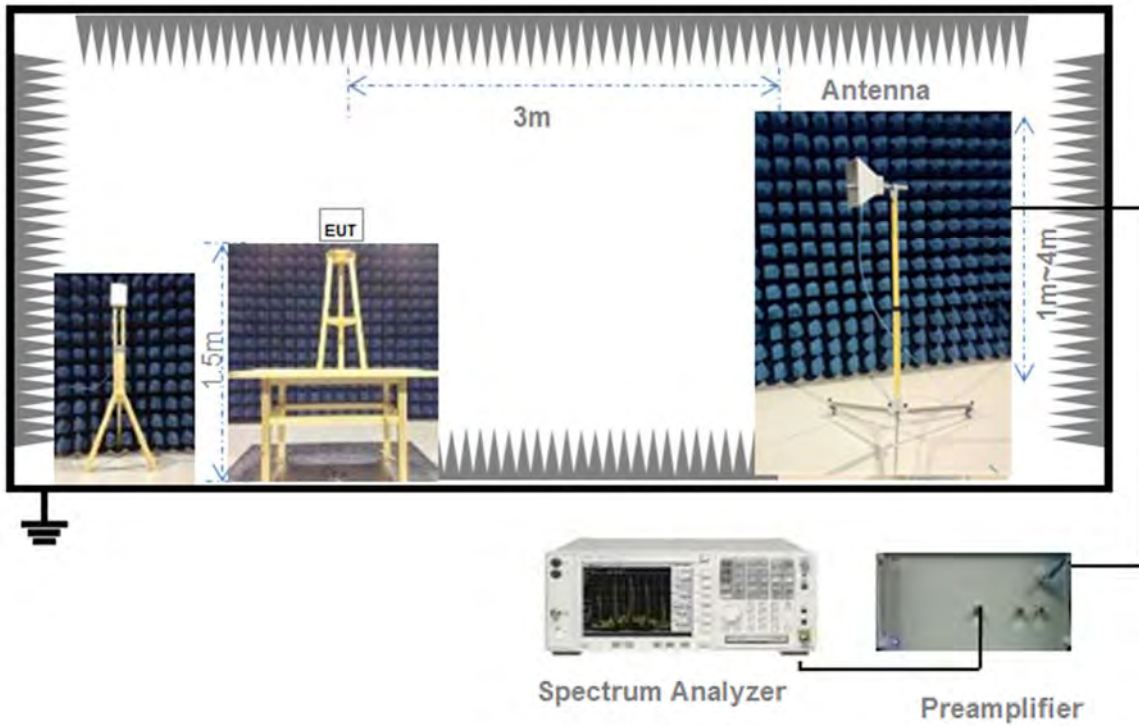 Antenna
3m
EUT
1.5m
1m~4m
Spectrum Analyzer
Preamplifier